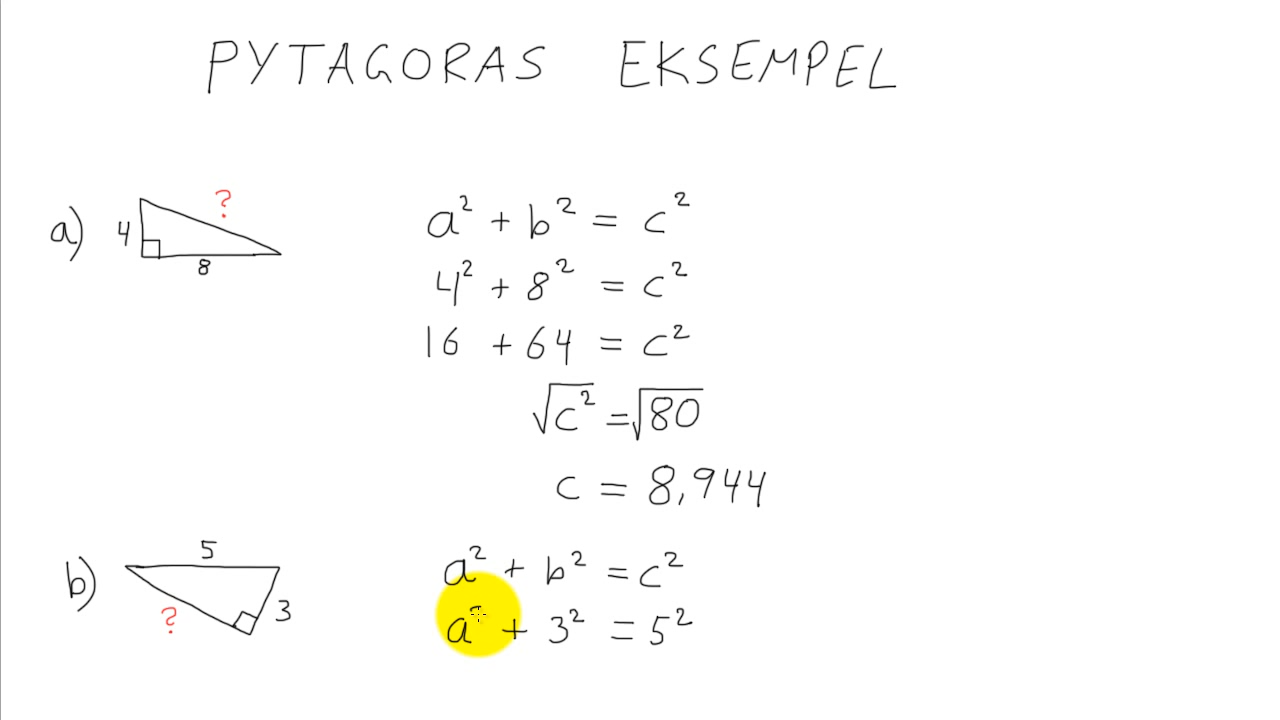 PYTAGORAS EKSEMPEL
a)
?
4
8
a² + b² = c²
4² + 8² = c²
16 + 64 = c²
√c² = √80
c = 8,944
b)
5
?
3
a² + b² = c²
a² + 3² = 5²